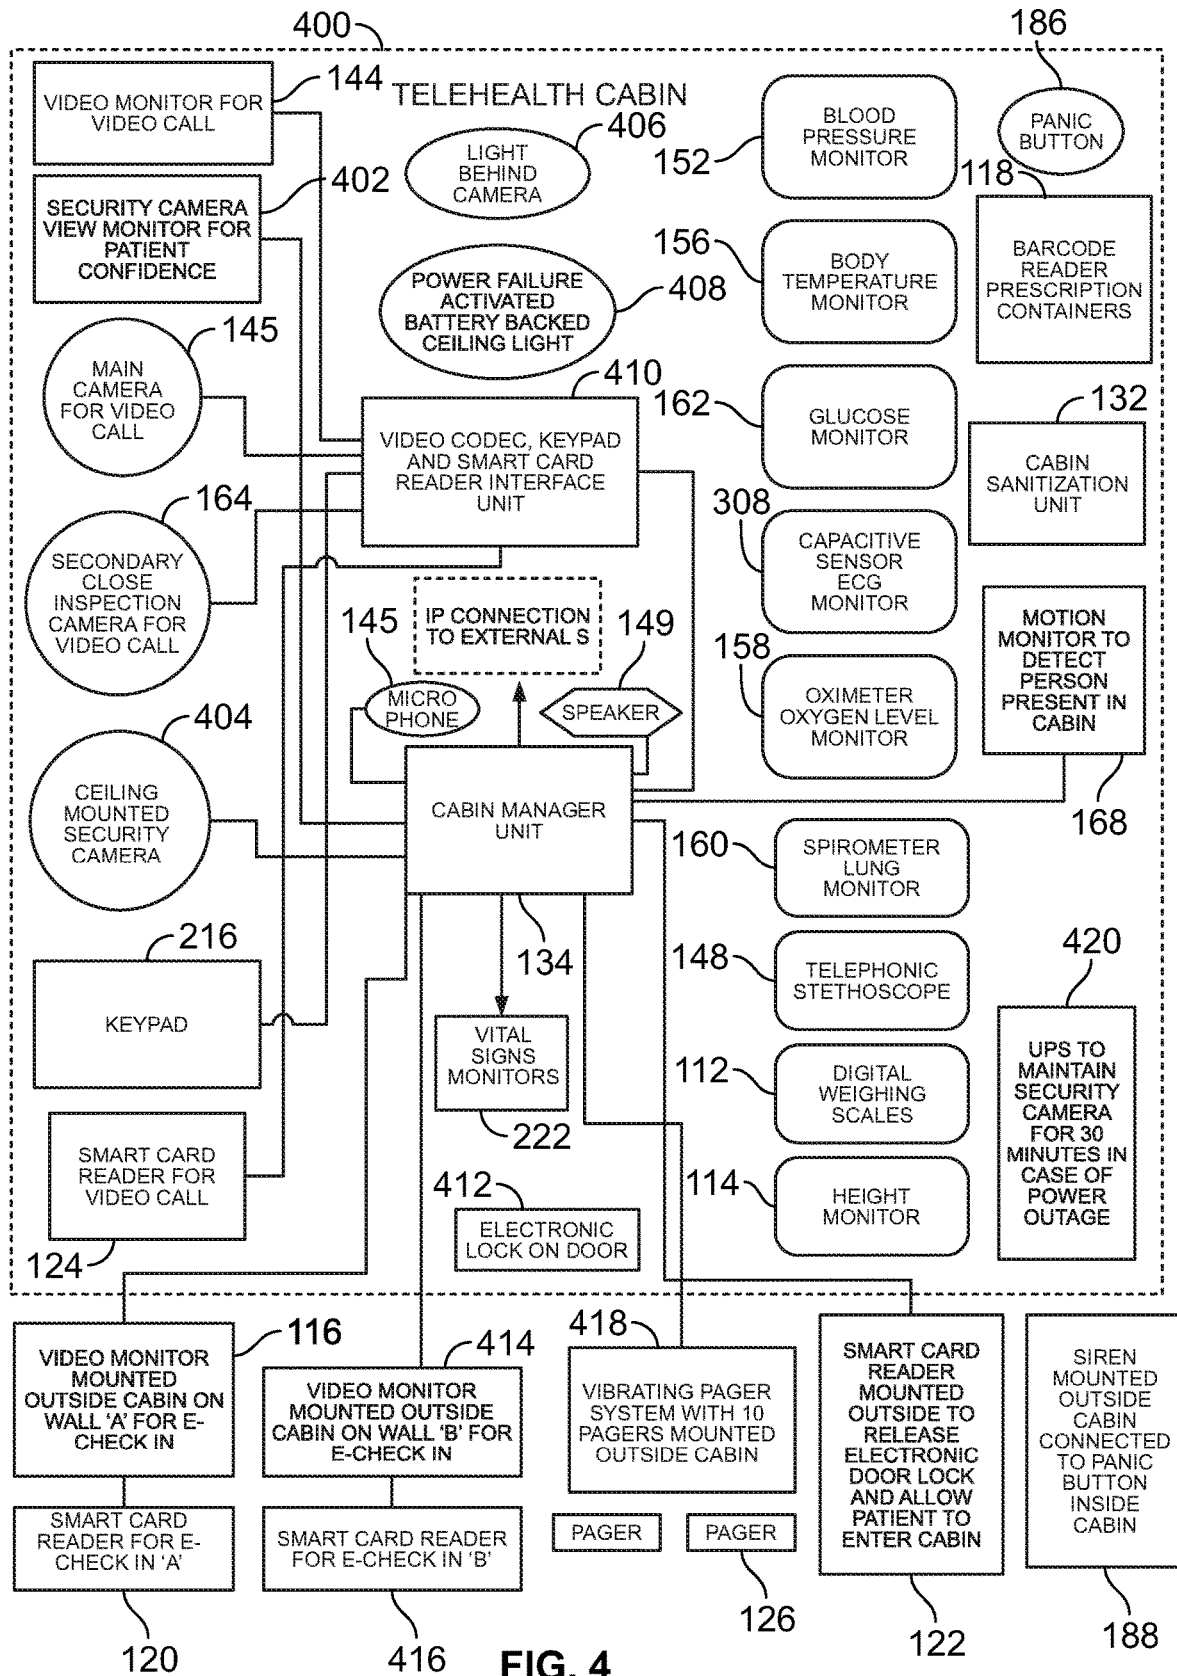 400
186
TELEHEALTH CABIN
VIDEO MONITOR FOR
VIDEO CALL
144
LIGHT
BEHIND
CAMERA
406
BLOOD
PRESSURE
MONITOR
152
PANIC
BUTTON
SECURITY CAMERA
VIEW MONITOR FOR
PATIENT
CONFIDENCE
402
118
BARCODE
READER
PRESCRIPTION
CONTAINERS
POWER FAILURE
ACTIVATED
BATTERY BACKED
CEILING LIGHT
408
156
BODY
TEMPERATURE
MONITOR
145
MAIN
CAMERA
FOR VIDEO
CALL
410
VIDEO CODEC, KEYPAD
AND SMART CARD
READER INTERFACE
UNIT
162
GLUCOSE
MONITOR
132
CABIN
SANITIZATION
UNIT
164
SECONDARY
CLOSE
INSPECTION
CAMERA FOR
VIDEO CALL
308
CAPACITIVE
SENSOR
ECG
MONITOR
IP CONNECTION
TO EXTERNAL S
145
MICRO
PHONE
149
SPEAKER
158
OXIMETER
OXYGEN LEVEL
MONITOR
MOTION
MONITOR TO
DETECT
PERSON
PRESENT IN
CABIN
168
404
CEILING
MOUNTED
SECURITY
CAMERA
CABIN MANAGER
UNIT
134
160
SPIROMETER
LUNG
MONITOR
216
KEYPAD
148
TELEPHONIC
STETHOSCOPE
420
UPS TO
MAINTAIN
SECURITY
CAMERA
FOR 30
MINUTES IN
CASE OF
POWER
OUTAGE
VITAL
SIGNS
MONITORS
222
112
DIGITAL
WEIGHING
SCALES
SMART CARD
READER FOR
VIDEO CALL
124
412
ELECTRONIC
LOCK ON DOOR
114
HEIGHT
MONITOR
116
VIDEO MONITOR
MOUNTED
OUTSIDE CABIN ON
WALL ‘A’ FOR E-
CHECK IN
414
VIDEO MONITOR
MOUNTED OUTSIDE
CABIN ON WALL ‘B’ FOR
E-CHECK IN
418
VIBRATING PAGER
SYSTEM WITH 10
PAGERS MOUNTED
OUTSIDE CABIN
SMART CARD
READER
MOUNTED
OUTSIDE TO
RELEASE
ELECTRONIC
DOOR LOCK
AND ALLOW
PATIENT TO
ENTER CABIN
SIREN
MOUNTED
OUTSIDE
CABIN
CONNECTED
TO PANIC
BUTTON
INSIDE
CABIN
SMART CARD
READER FOR E-
CHECK IN ‘A’
SMART CARD READER
FOR E-CHECK IN ‘B’
PAGER
PAGER
120
416
126
122
188
FIG. 4